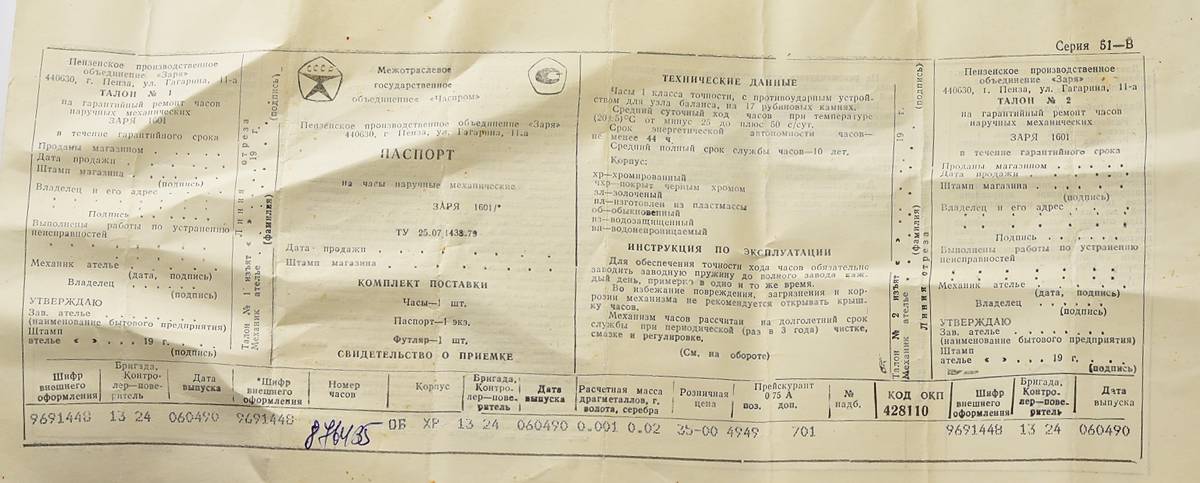 Серия 51—В
Пензенское производственное
объединение «Заря»
440630, г. Пенза, ул. Гагарина, 11-а
ТАЛОН № 1
на гарантийный ремонт часов
наручных механических
ЗАРЯ 1601
в течение гарантийного срока
Проданы магазином
Дата продажи
Штамп магазина
(подпись)
Владелец и его адрес
Подпись
Выполнены работы по устранению
неисправностей
Механик ателье
(дата, подпись)
Владелец
(подпись)
УТВЕРЖДАЮ
Зав. ателье
(наименование бытового предприятия)
Штамп
ателье « » . . . . 19 г.
(подпись)
Талон № 1 изъят « » 19 г.
Механик ателье
Линия отреза
(фамилия)
(подпись)
СССР
Межотраслевое
государственное
объединение «Часпром»
Пензенское производственное объединение «Заря»
440630, г. Пенза, ул. Гагарина, 11-а
ПАСПОРТ
на часы наручные механические
ЗАРЯ 1601/*
ТУ 25.07.1438.79
Дата продажи
Штамп магазина
КОМПЛЕКТ ПОСТАВКИ
Часы—1 шт.
Паспорт—1 экз.
Футляр—1 шт.
СВИДЕТЕЛЬСТВО О ПРИЕМКЕ
ТЕХНИЧЕСКИЕ ДАННЫЕ
Часы 1 класса точности, с противоударным устрой-
ством для узла баланса, на 17 рубиновых камнях.
Средний суточный ход часов при температуре
(20±5)°С от минус 25 до плюс 50 с/сут.
Срок энергетической автономности часов—
не менее 44 ч.
Средний полный срок службы часов—10 лет.
Корпус:
хр—хромированный
чхр—покрыт черным хромом
зл—золоченый
пл—изготовлен из пластмассы
об—обыкновенный
вз—водозащищенный
вн—водонепроницаемый
ИНСТРУКЦИЯ ПО ЭКСПЛУАТАЦИИ
Для обеспечения точности хода часов обязательно
заводить заводную пружину до полного завода каж-
дый день, примерно в одно и то же время.
Во избежание повреждения, загрязнения и кор-
розии механизма не рекомендуется открывать крыш-
ку часов.
Механизм часов рассчитан на долголетний срок
службы при периодической (раз в 3 года) чистке,
смазке и регулировке.
(См. на обороте)
Талон № 2 изъят « » 19 г.
Механик ателье
Линия отреза
(фамилия)
(подпись)
Пензенское производственное
объединение «Заря»
440630, г. Пенза, ул. Гагарина, 11-а
ТАЛОН № 2
на гарантийный ремонт часов
наручных механических
ЗАРЯ 1601
в течение гарантийного срока
Проданы магазином
Дата продажи
Штамп магазина
(подпись)
Владелец и его адрес
Подпись
Выполнены работы по устранению
неисправностей
Механик ателье
(дата, подпись)
Владелец
(подпись)
УТВЕРЖДАЮ
Зав. ателье
(наименование бытового предприятия)
Штамп
ателье « » . . . . 19 г.
(подпись)
Шифр внешнего оформления Бригада, Контро- лер—пове- ритель Дата выпуска *Шифр внешнего оформления Номер часов Корпус Бригада, Контро- лер—пове- ритель Дата выпуска Расчетная масса драгметаллов, г. золота, серебра Розничная цена Прейскурант 075 А поз. доп. № надб. КОД ОКП 428110 Шифр внешнего оформления Бригада, Контро- лер—пове- ритель Дата выпуска
9691448 13 24 060490 9691448 876435 ОБ ХР 13 24 060490 0.001 0.02 35-00 4949 701 9691448 13 24 060490